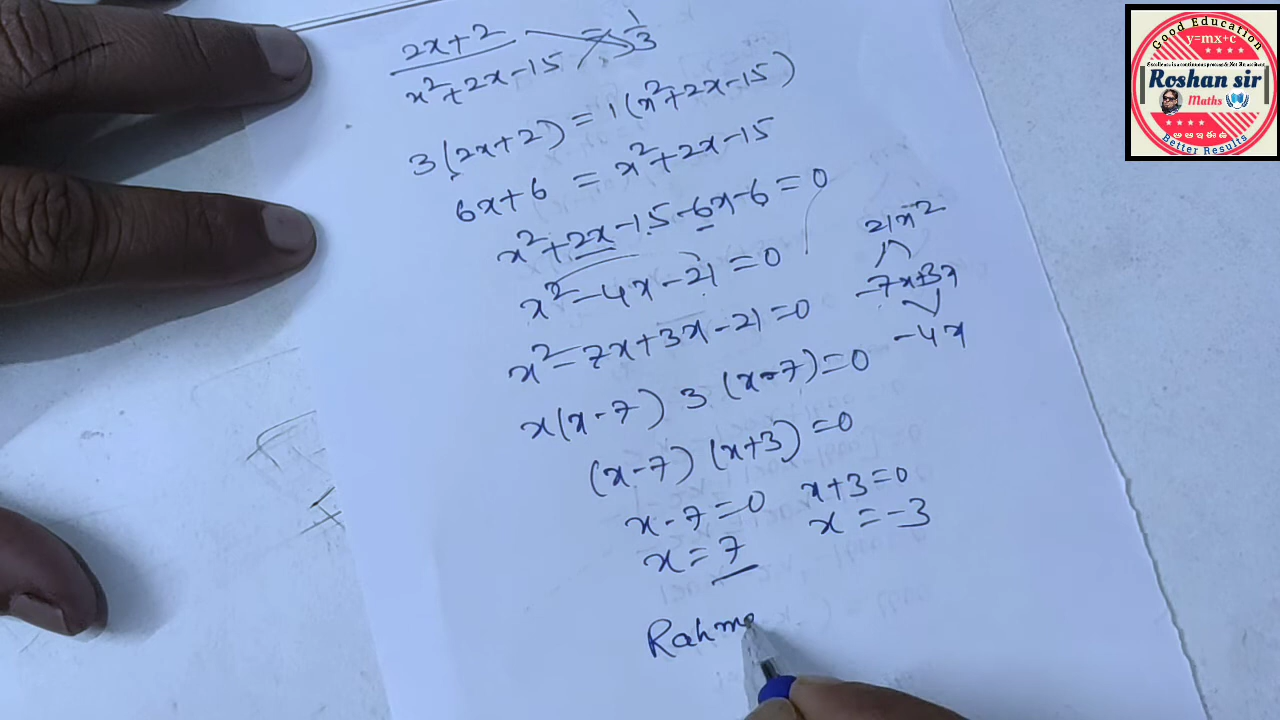 (2x+2)/(x²+2x-15) = 1/3
3(2x+2) = 1(x²+2x-15)
6x+6 = x²+2x-15
x²+2x-15-6x-6=0
x²-4x-21=0
x²-7x+3x-21=0
x(x-7) 3(x-7)=0
(x-7) (x+3)=0
x-7=0 x+3=0
x=7 x=-3
Rahm
21x²
-7x+3x
-4x
Good Education
y=mx+c
Roshan sir
Maths
Better Results